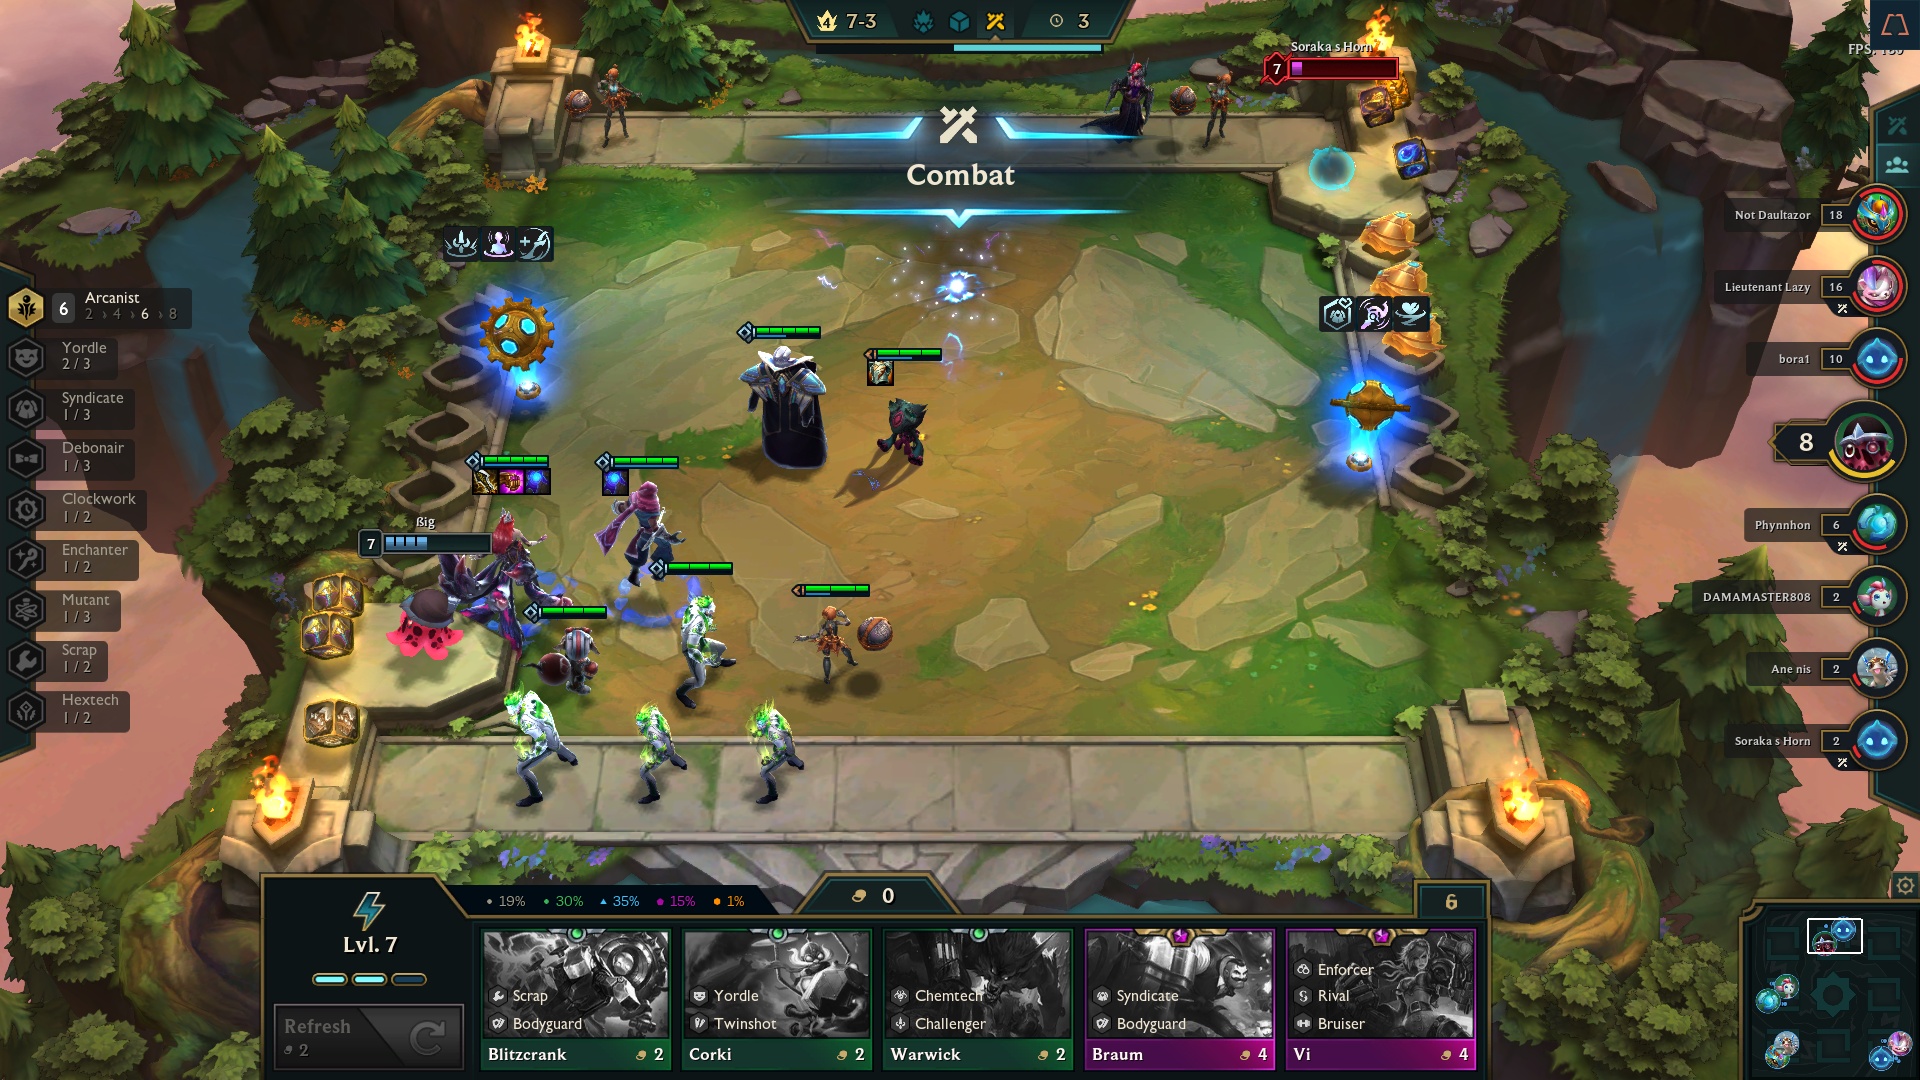 4 7-3
3
Soraka s Horn
7
FPS: 
Combat
Not Daultazor 18
Lieutenant Lazy 16
bora1 10
8
Phynnhon 6
DAMAMASTER808 2
Ane nis 2
Soraka s Horn 2
6 Arcanist
2 › 4 › 6 › 8
Yordle
2 / 3
Syndicate
1 / 3
Debonair
1 / 3
Clockwork
1 / 2
Enchanter
1 / 2
Mutant
1 / 3
Scrap
1 / 2
Hextech
1 / 2
ßig
7
19% 30% 35% 15% 1%
0
6
Lvl. 7
Refresh
2
Scrap
Bodyguard
Blitzcrank 2
Yordle
Twinshot
Corki 2
Chemtech
Challenger
Warwick 2
Syndicate
Bodyguard
Braum 4
Enforcer
Rival
Bruiser
Vi 4